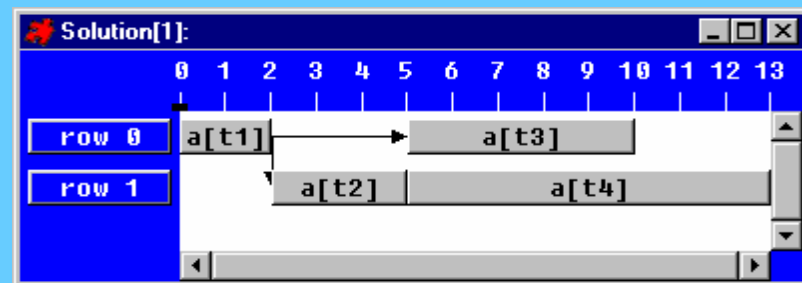 Solution[1]:
0 1 2 3 4 5 6 7 8 9 10 11 12 13
row 0 a[t1] a[t3]
row 1 a[t2] a[t4]